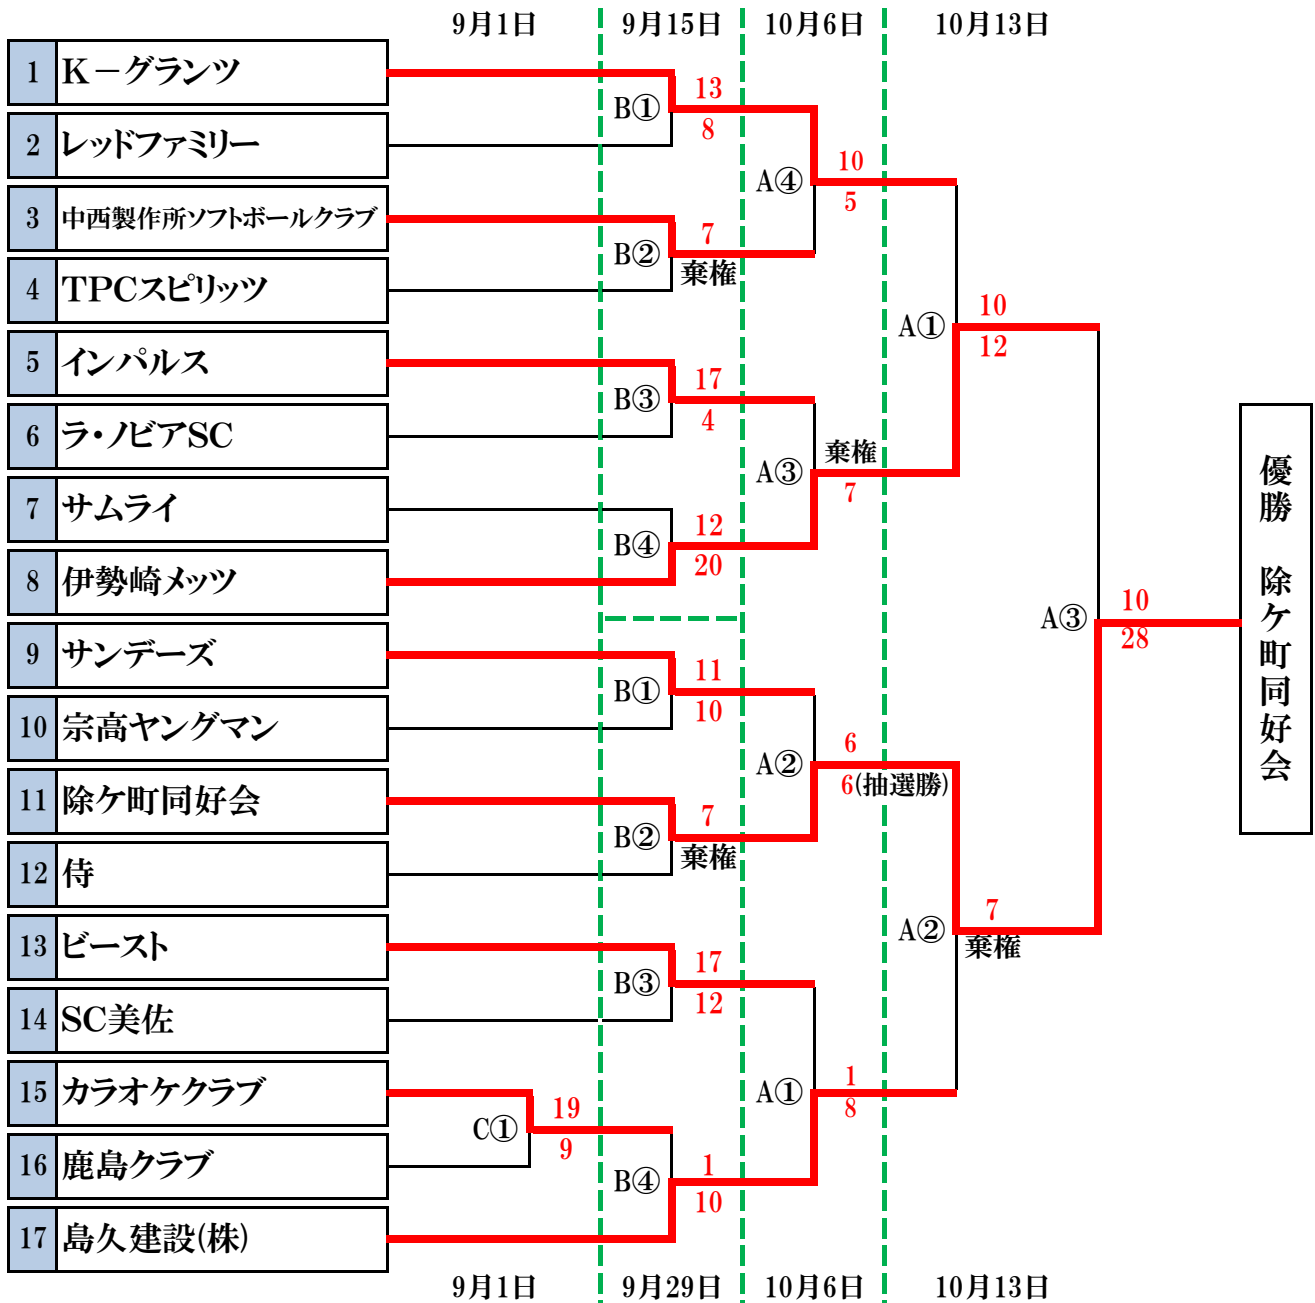 9月1日 9月15日 10月6日 10月13日
1 K－グランツ
2 レッドファミリー
3 中西製作所ソフトボールクラブ
4 TPCスピリッツ
5 インパルス
6 ラ・ノビアSC
7 サムライ
8 伊勢崎メッツ
9 サンデーズ
10 宗高ヤングマン
11 除ケ町同好会
12 侍
13 ビースト
14 SC美佐
15 カラオケクラブ
16 鹿島クラブ
17 島久建設(株)
C①
19
9
B①
13
8
B②
7
棄権
B③
17
4
B④
12
20
B①
11
10
B②
7
棄権
B③
17
12
B④
1
10
A④
10
5
A③
棄権
7
A②
6
6(抽選勝)
A①
1
8
A①
10
12
A②
7
棄権
A③
10
28
優勝 除ケ町同好会
9月1日 9月29日 10月6日 10月13日